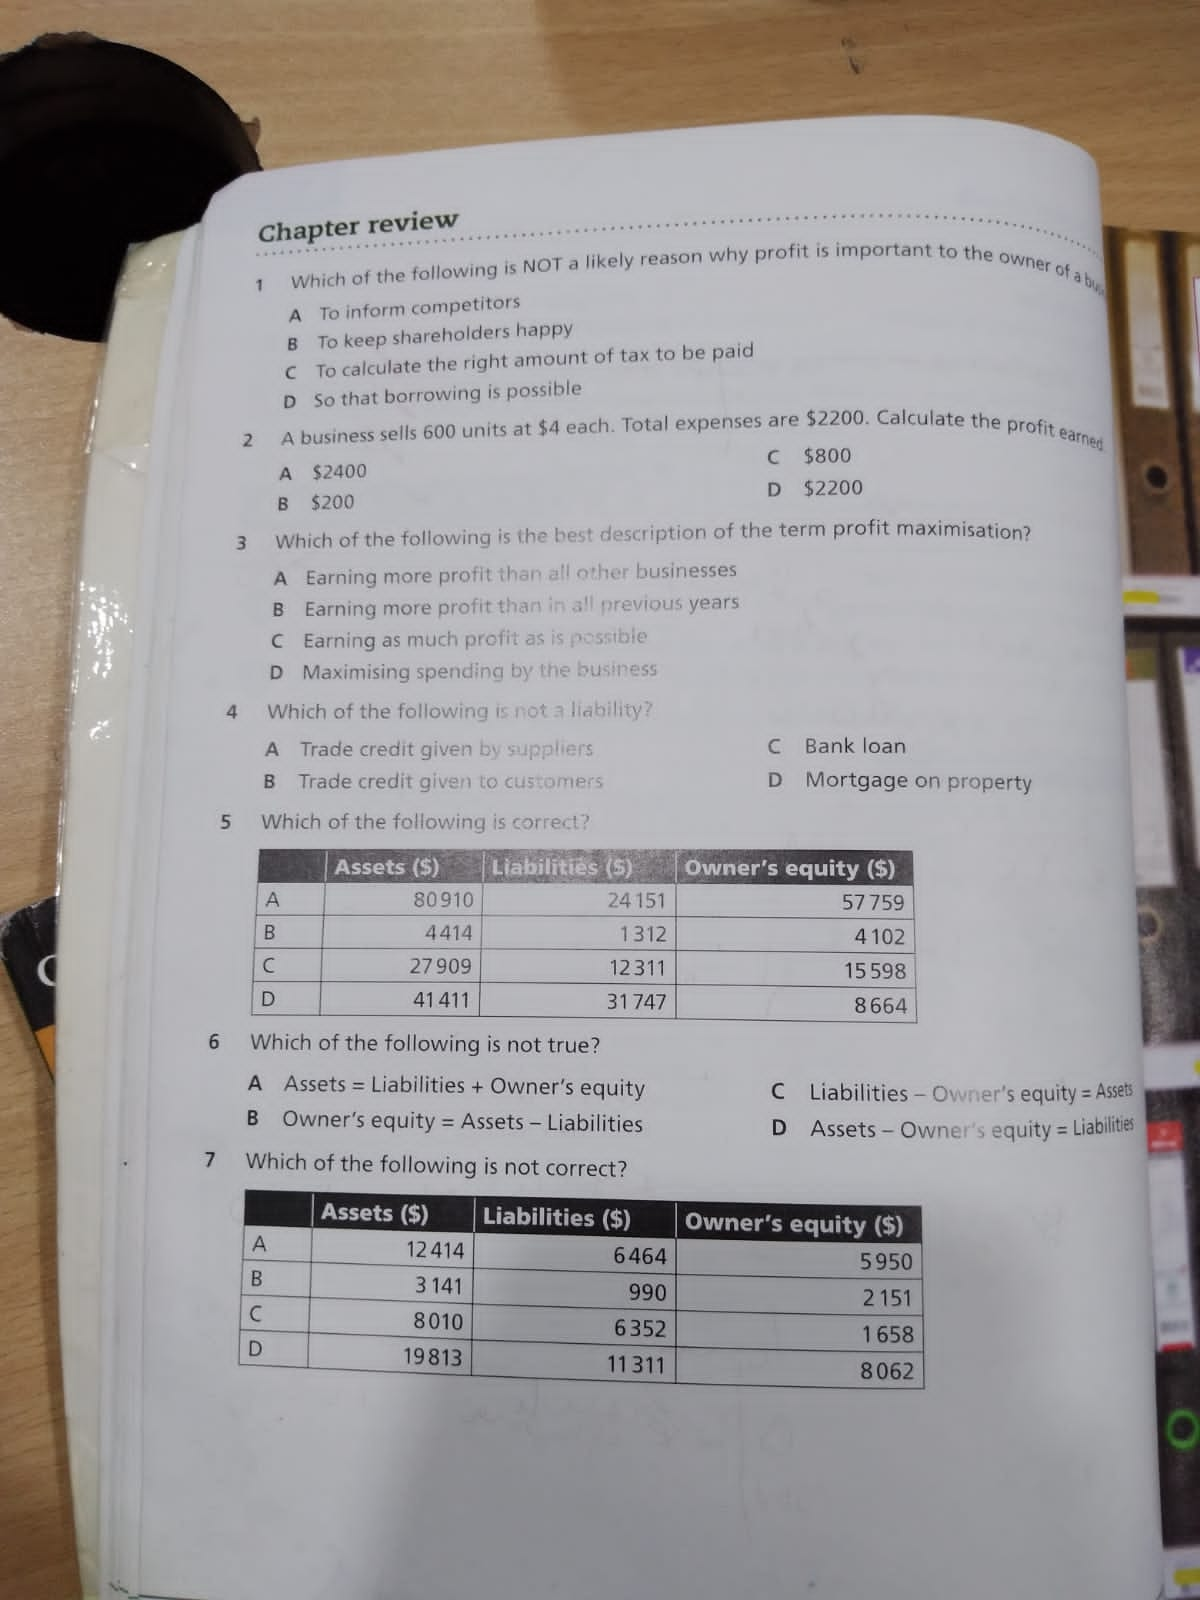 Chapter review
1 Which of the following is NOT a likely reason why profit is important to the owner of a
A To inform competitors
B To keep shareholders happy
C To calculate the right amount of tax to be paid
D So that borrowing is possible
2 A business sells 600 units at $4 each. Total expenses are $2200. Calculate the profit earned
A $2400 C $800
B $200 D $2200
3 Which of the following is the best description of the term profit maximisation?
A Earning more profit than all other businesses
B Earning more profit than in all previous years
C Earning as much profit as is possible
D Maximising spending by the business
4 Which of the following is not a liability?
A Trade credit given by suppliers C Bank loan
B Trade credit given to customers D Mortgage on property
5 Which of the following is correct?
Assets ($) Liabilities ($) Owner's equity ($)
A 80910 24151 57759
B 4414 1312 4102
C 27909 12311 15598
D 41411 31747 8664
6 Which of the following is not true?
A Assets = Liabilities + Owner's equity C Liabilities – Owner's equity = Assets
B Owner's equity = Assets – Liabilities D Assets – Owner's equity = Liabilities
7 Which of the following is not correct?
Assets ($) Liabilities ($) Owner's equity ($)
A 12414 6464 5950
B 3141 990 2151
C 8010 6352 1658
D 19813 11311 8062